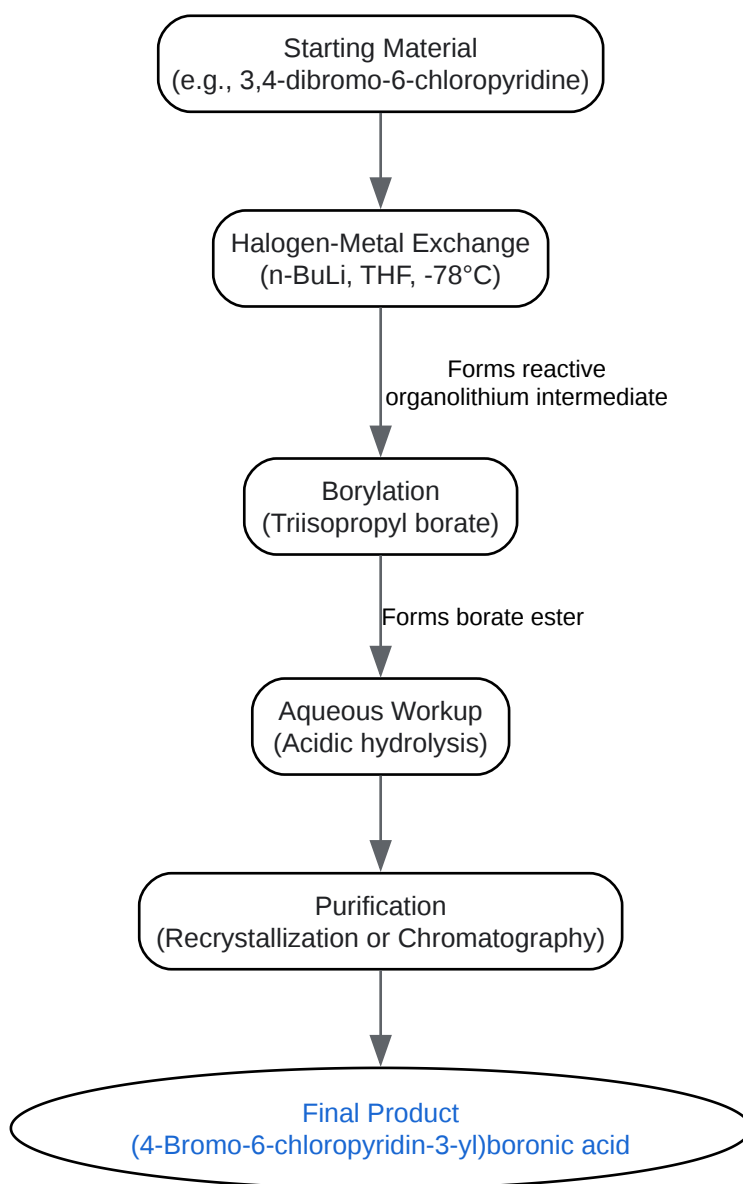 Starting Material
(e.g., 3,4-dibromo-6-chloropyridine)
Halogen-Metal Exchange
(n-BuLi, THF, -78°C)
Forms reactive
organolithium intermediate
Borylation
(Triisopropyl borate)
Forms borate ester
Aqueous Workup
(Acidic hydrolysis)
Purification
(Recrystallization or Chromatography)
Final Product
(4-Bromo-6-chloropyridin-3-yl)boronic acid